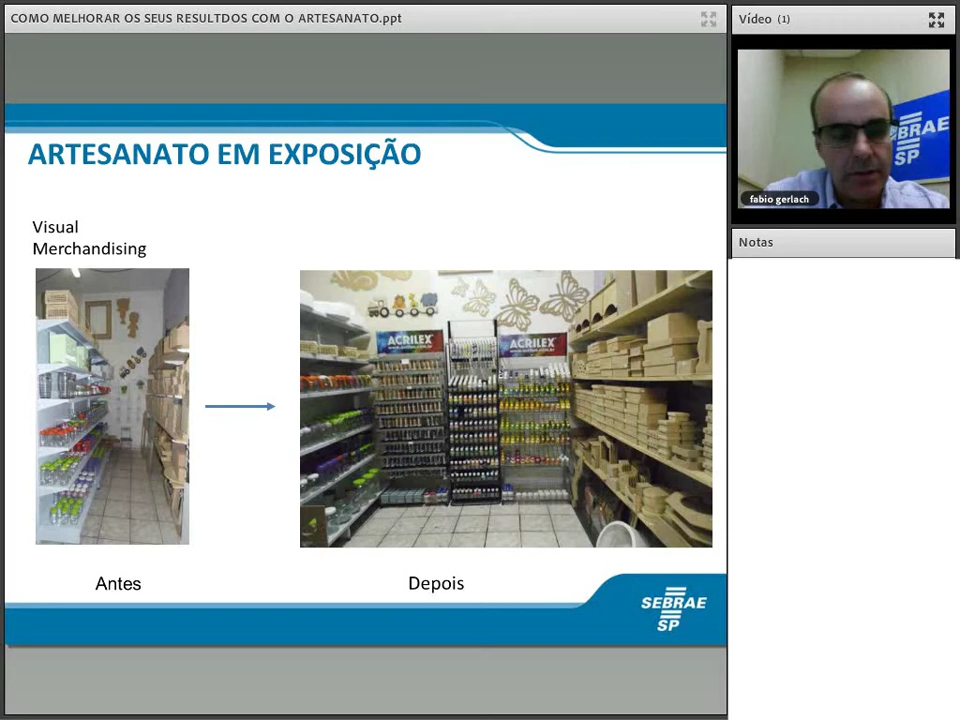 COMO MELHORAR OS SEUS RESULTDOS COM O ARTESANATO.ppt
Vídeo (1)
BRAE
SP
fabio gerlach
Notas
ARTESANATO EM EXPOSIÇÃO
Visual
Merchandising
ACRILEX
ACRILEX
Antes
Depois
SEBRAE
SP